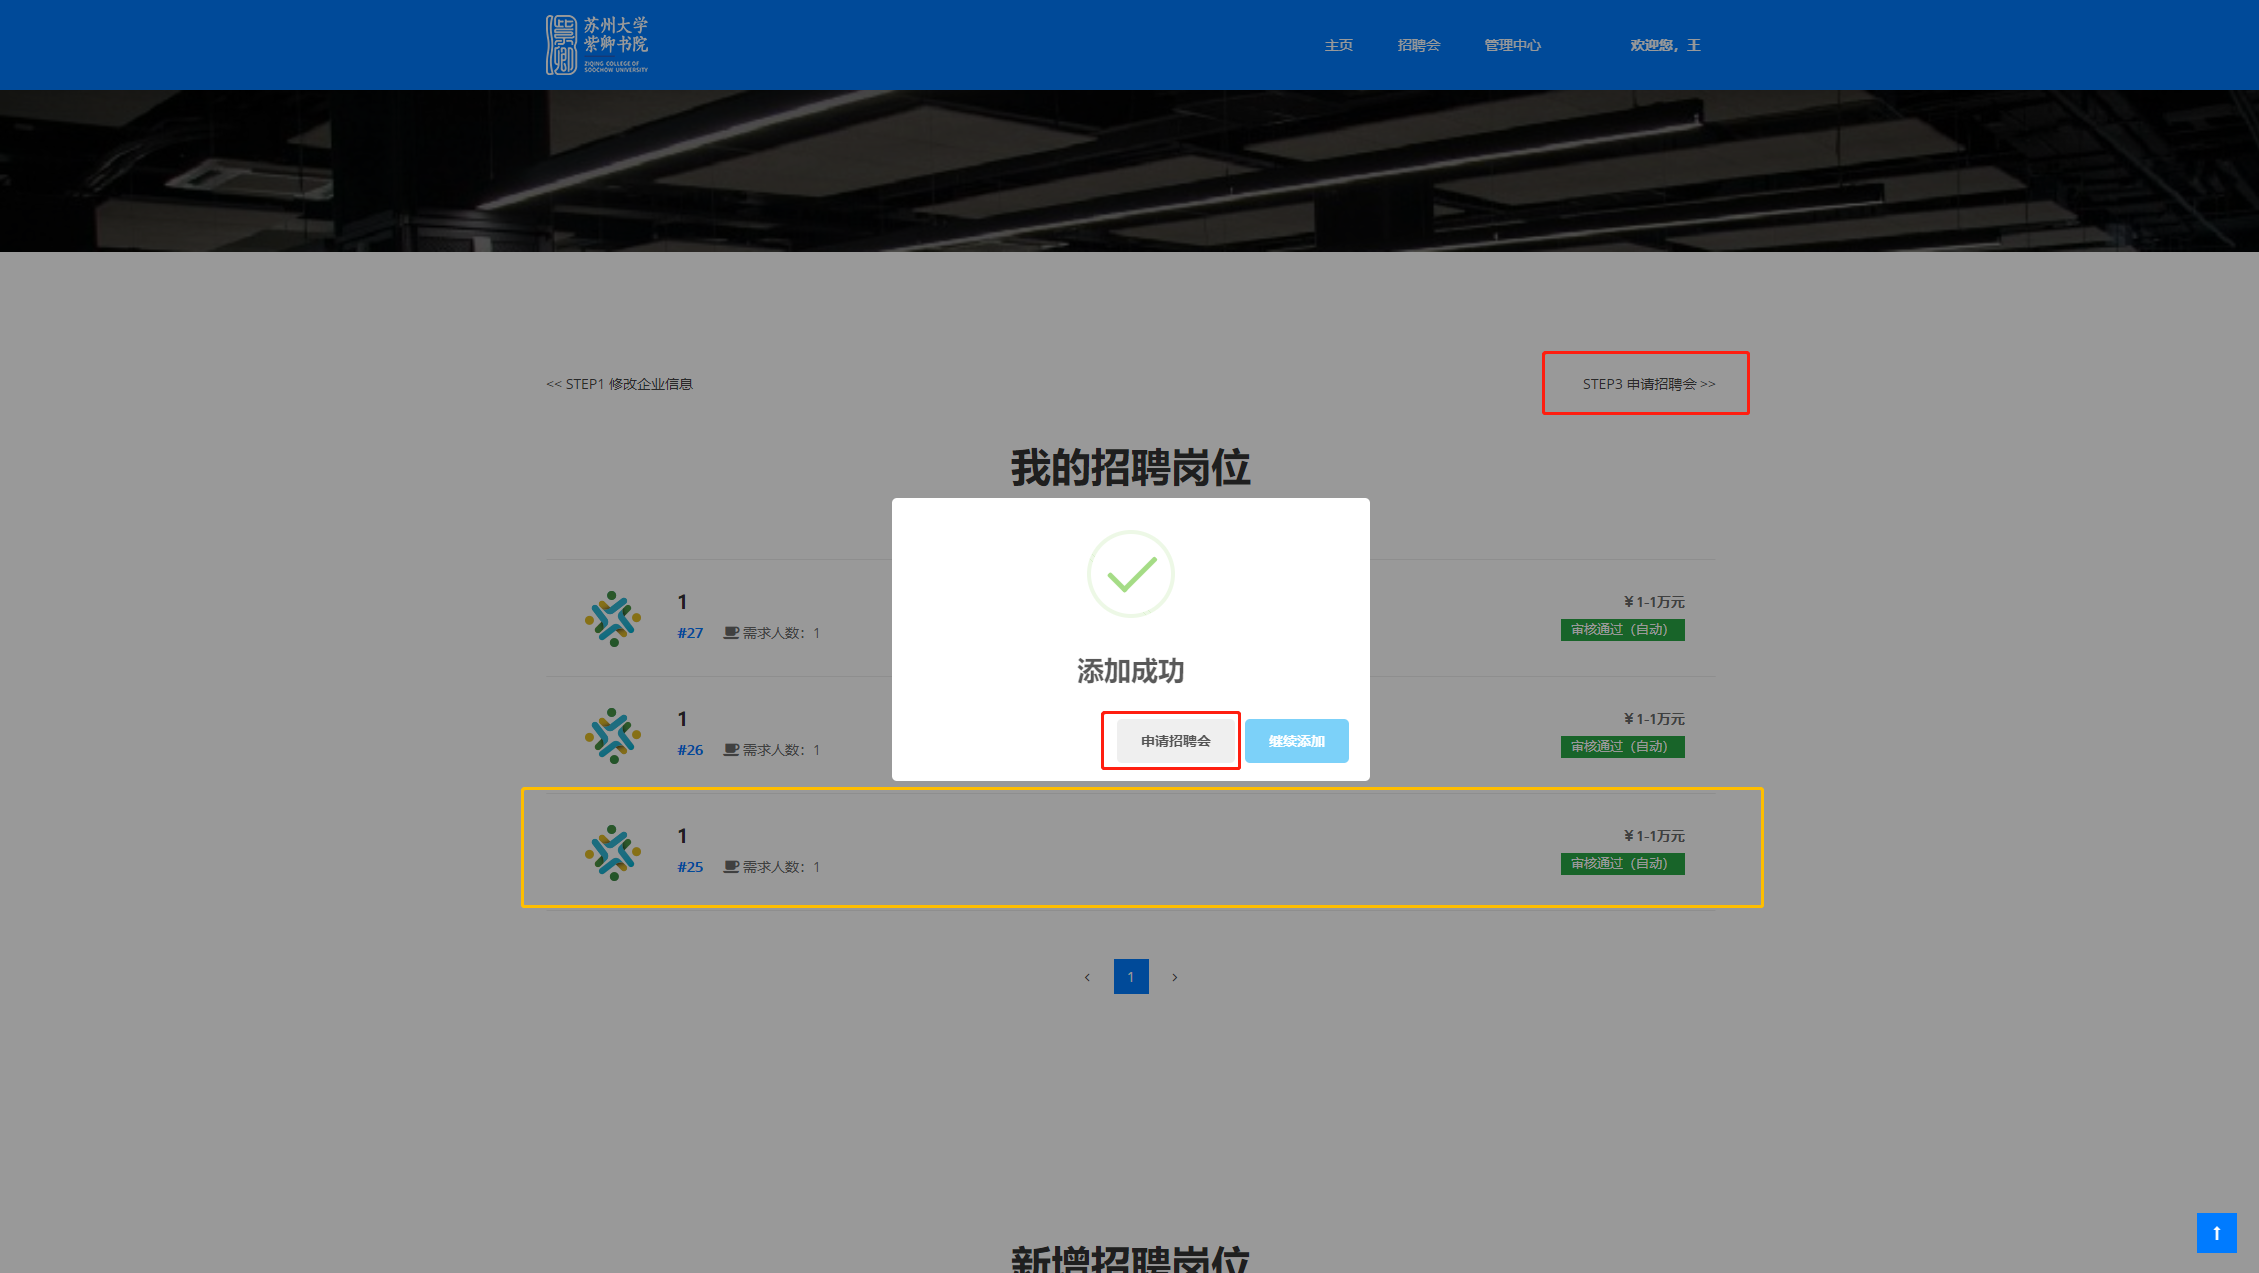 苏州大学
紫卿书院
ZIQING COLLEGE OF
SOOCHOW UNIVERSITY
主页 招聘会 管理中心 欢迎您，王
<< STEP1 修改企业信息 STEP3 申请招聘会 >>
我的招聘岗位
1 ¥ 1-1万元
#27 需求人数：1 审核通过（自动）
添加成功
申请招聘会 继续添加
1 ¥ 1-1万元
#26 需求人数：1 审核通过（自动）
1 ¥ 1-1万元
#25 需求人数：1 审核通过（自动）
‹ 1 ›
新增招聘岗位